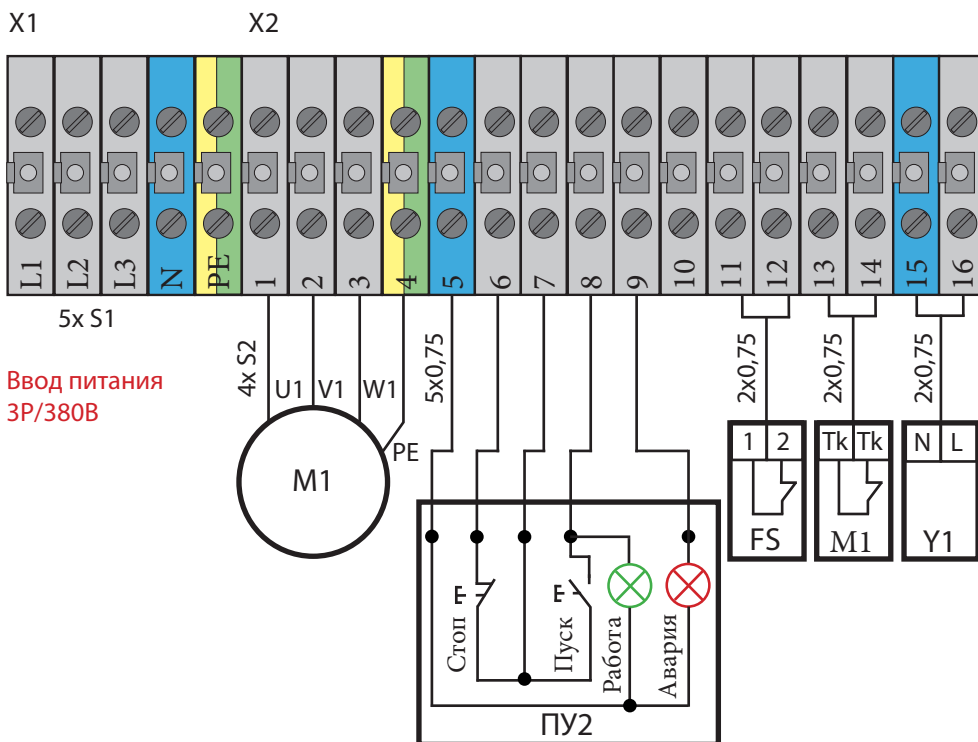 X1 X2
L1 L2 L3 N PE 1 2 3 4 5 6 7 8 9 10 11 12 13 14 15 16
5x S1
Ввод питания
3Р/380В
4x S2
U1 V1 W1
PE
M1
5x0,75
2x0,75
2x0,75
2x0,75
1 2
FS
Tk Tk
M1
N L
Y1
Стоп
Пуск
Работа
Авария
ПУ2